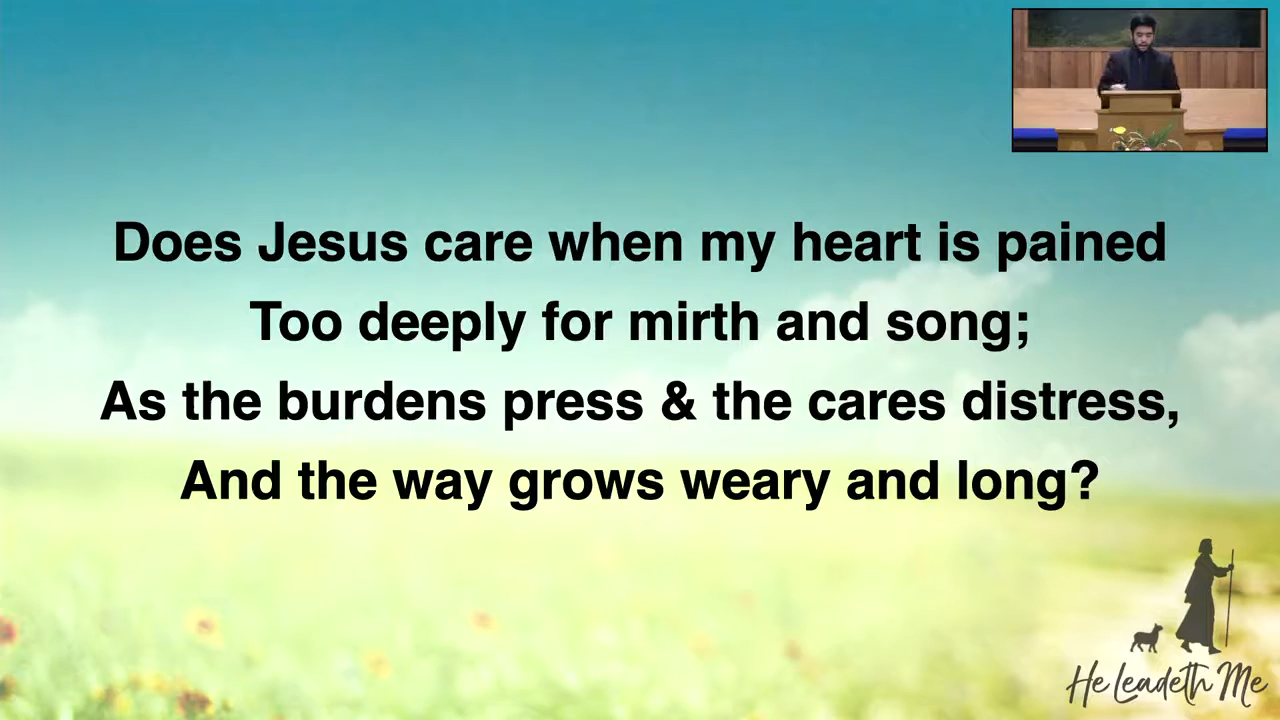 Does Jesus care when my heart is pained
Too deeply for mirth and song;
As the burdens press & the cares distress,
And the way grows weary and long?
He Leadeth Me